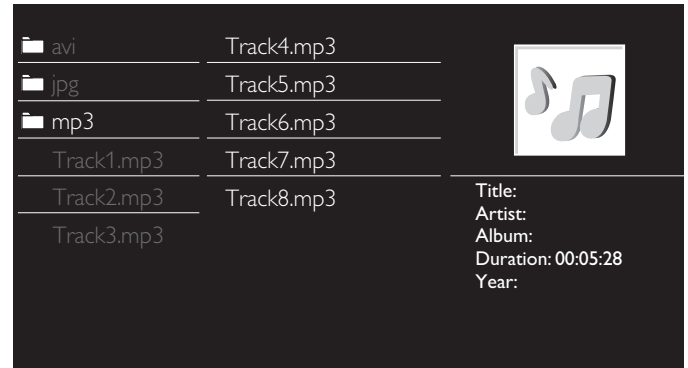 avi
jpg
mp3
Track1.mp3
Track2.mp3
Track3.mp3
Track4.mp3
Track5.mp3
Track6.mp3
Track7.mp3
Track8.mp3
Title:
Artist:
Album:
Duration: 00:05:28
Year: